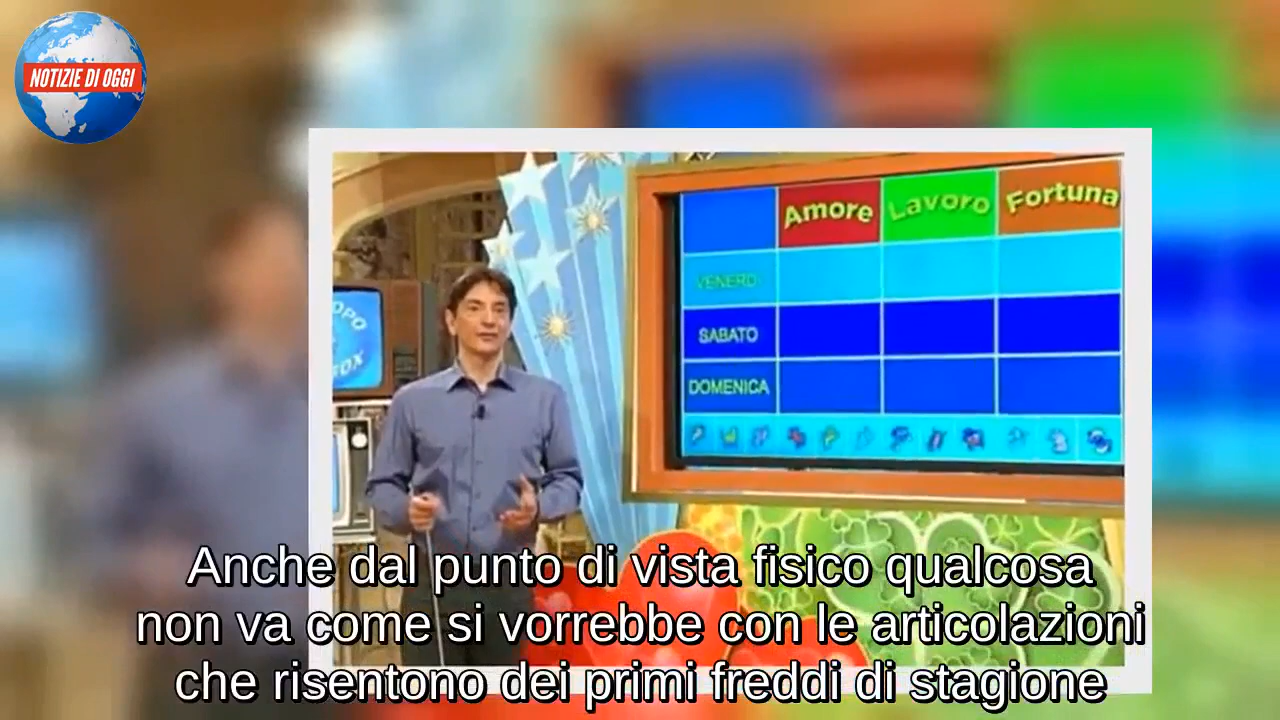 NOTIZIE DI OGGI
Amore Lavoro Fortuna
VENERDI
SABATO
DOMENICA
Anche dal punto di vista fisico qualcosa
non va come si vorrebbe con le articolazioni
che risentono dei primi freddi di stagione